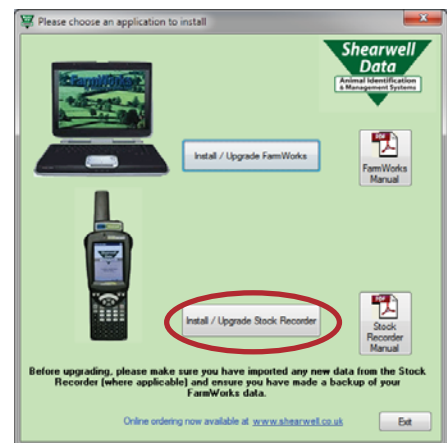 Please choose an application to install
Shearwell
Data
Animal Identification
& Management Systems
FarmWorks
Install / Upgrade FarmWorks
FarmWorks
Manual
Install / Upgrade Stock Recorder
Stock
Recorder
Manual
Before upgrading, please make sure you have imported any new data from the Stock
Recorder (where applicable) and ensure you have made a backup of your
FarmWorks data.
Online ordering now available at www.shearwell.co.uk
Exit